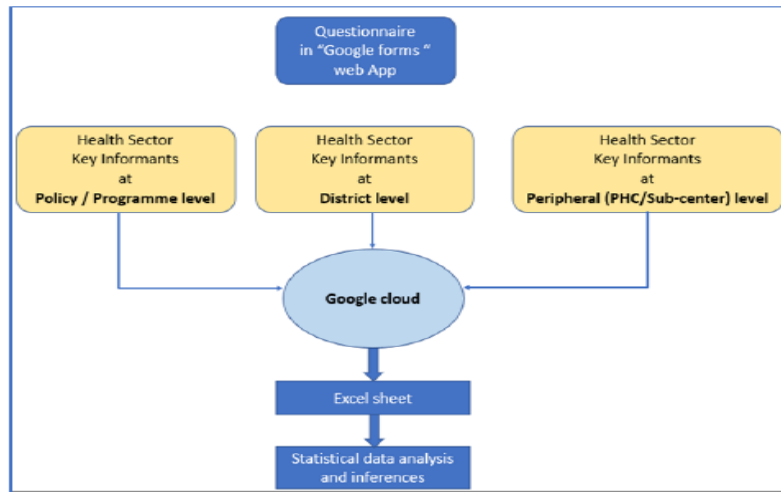 Questionnaire
in “Google forms “
web App
Health Sector
Key Informants
at
Policy / Programme level
Health Sector
Key Informants
at
District level
Health Sector
Key Informants
at
Peripheral (PHC/Sub-center) level
Google cloud
Excel sheet
Statistical data analysis
and inferences